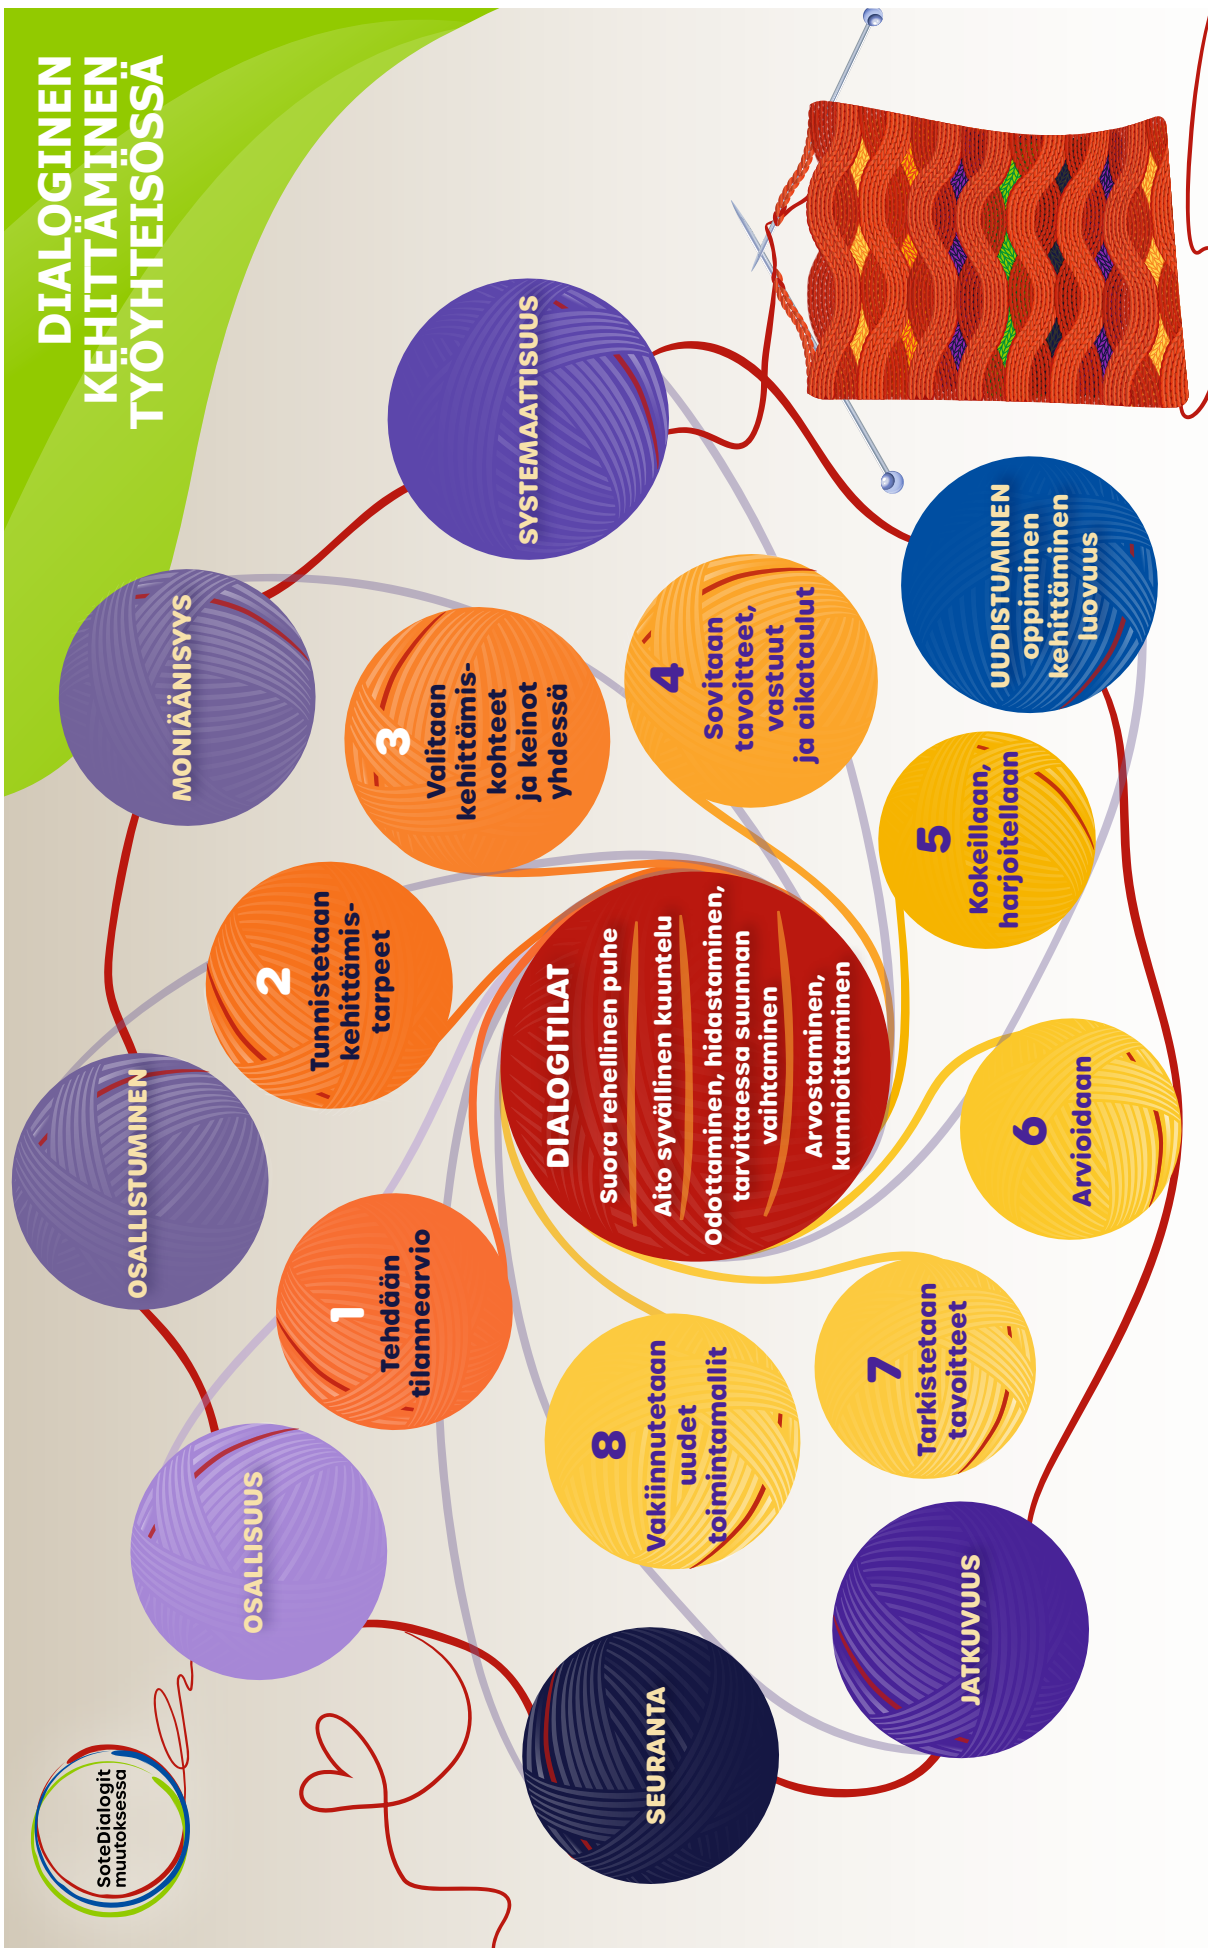 DIALOGINEN
KEHITTÄMINEN
TYÖYHTEISÖSSÄ
SYSTEMAATTISUUS
MONIÄÄNISYYS
OSALLISTUMINEN
OSALLISUUS
SEURANTA
JATKUVUUS
UUDISTUMINEN
oppiminen
kehittäminen
luovuus
1
Tehdään
tilannearvio
2
Tunnistetaan
kehittämis-
tarpeet
3
Valitaan
kehittämis-
kohteet
ja keinot
yhdessä
4
Sovitaan
tavoitteet,
vastuut
ja aikataulut
5
Kokeillaan,
harjoitellaan
6
Arvioidaan
7
Tarkistetaan
tavoitteet
8
Vakiinnutetaan
uudet
toimintamallit
DIALOGITILAT
Suora rehellinen puhe
Aito syvällinen kuuntelu
Odottaminen, hidastaminen,
tarvittaessa suunnan
vaihtaminen
Arvostaminen,
kunnioittaminen
SoteDialogit
muutoksessa